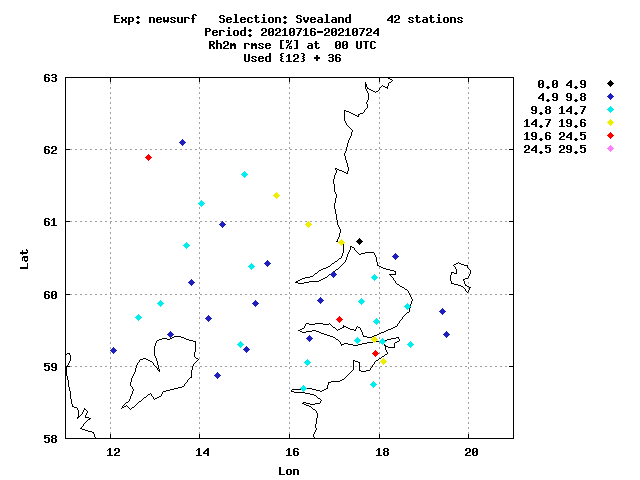 Exp: newsurf Selection: Svealand 42 stations
Period: 20210716-20210724
Rh2m rmse [%] at 00 UTC
Used {12} + 36
63
62
61
60
59
58
Lat
12 14 16 18 20
Lon
0.0 4.9
4.9 9.8
9.8 14.7
14.7 19.6
19.6 24.5
24.5 29.5